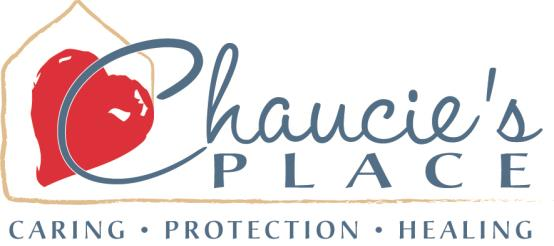 Chaucie's
PLACE
CARING • PROTECTION • HEALING